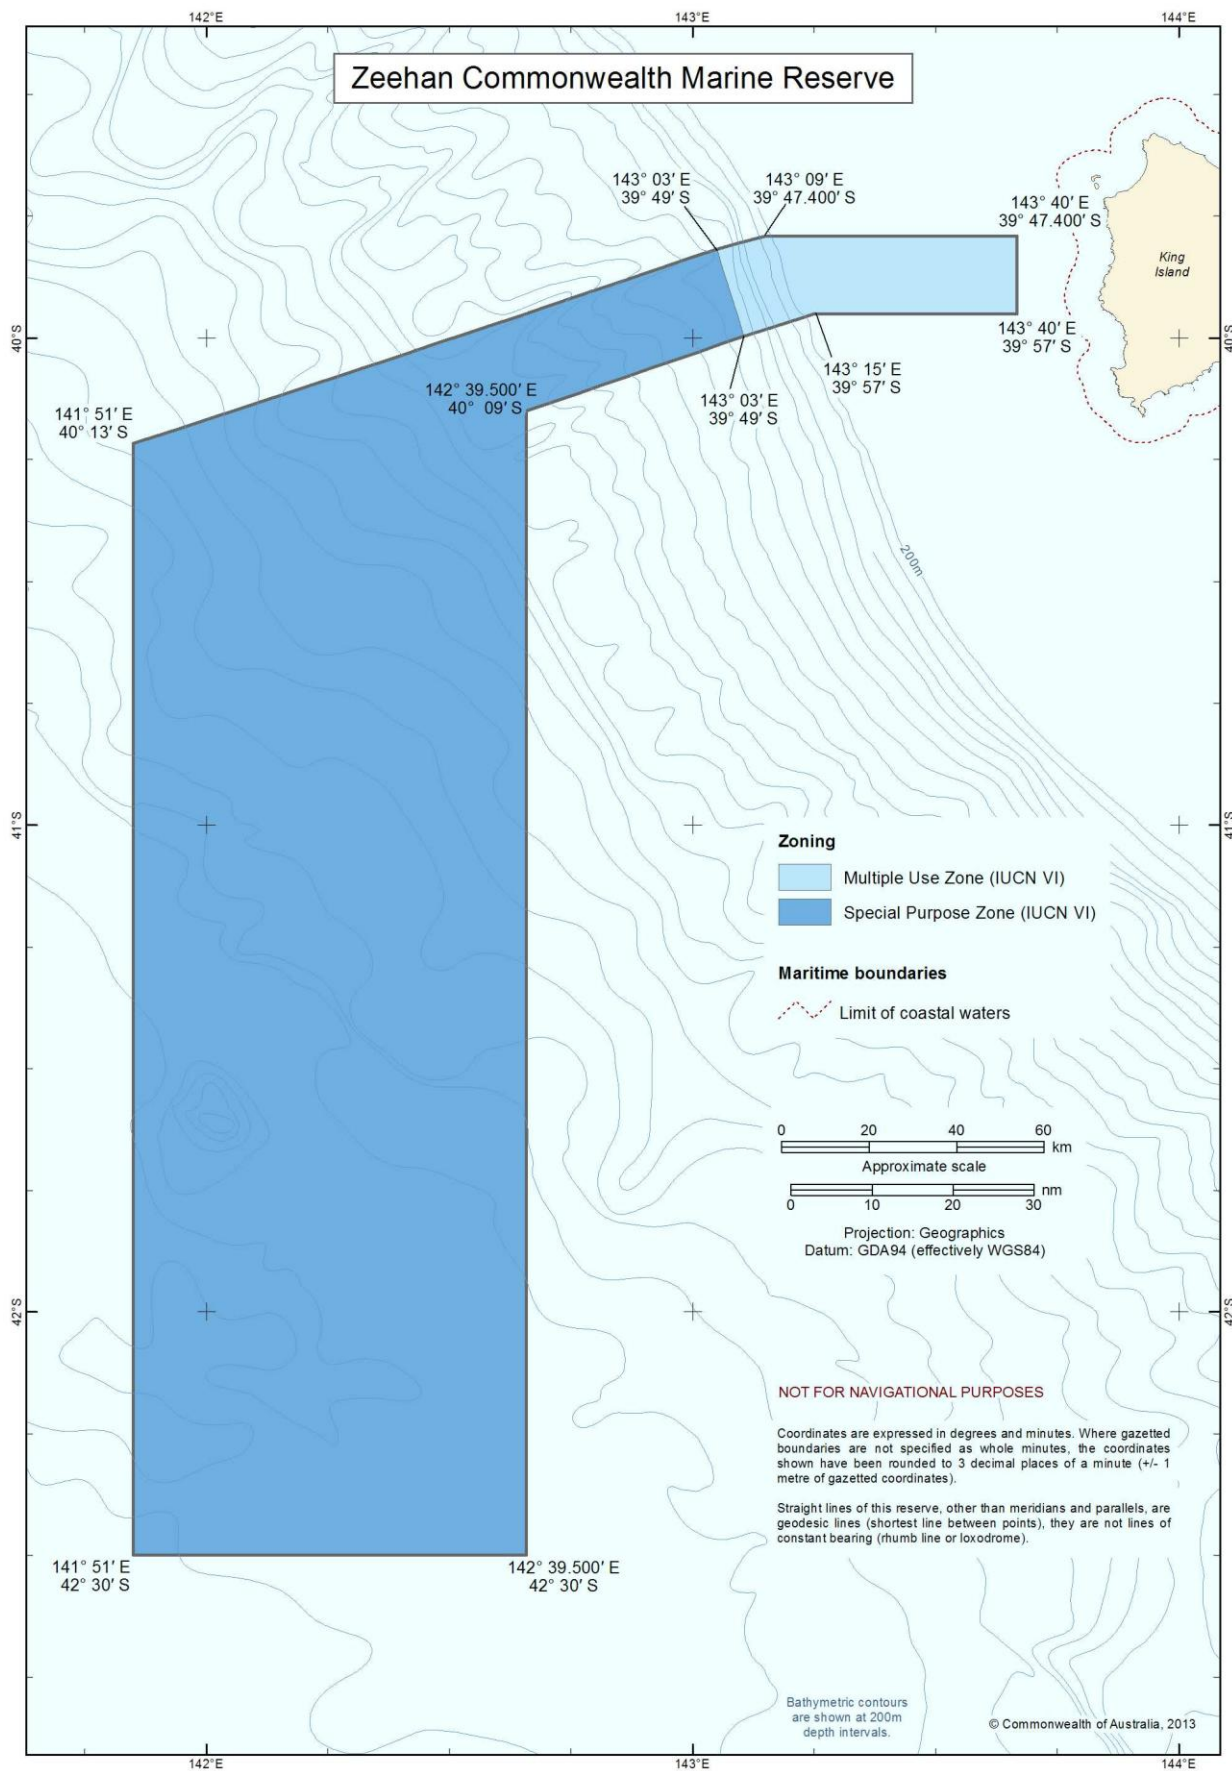 142°E
143°E
144°E
Zeehan Commonwealth Marine Reserve
143° 03′ E
39° 49′ S
143° 09′ E
39° 47.400′ S
143° 40′ E
39° 47.400′ S
King
Island
40°S
40°S
143° 40′ E
39° 57′ S
143° 15′ E
39° 57′ S
142° 39.500′ E
40° 09′ S
143° 03′ E
39° 49′ S
141° 51′ E
40° 13′ S
200m
41°S
41°S
Zoning
Multiple Use Zone (IUCN VI)
Special Purpose Zone (IUCN VI)
Maritime boundaries
Limit of coastal waters
0 20 40 60
km
Approximate scale
nm
0 10 20 30
Projection: Geographics
Datum: GDA94 (effectively WGS84)
42°S
42°S
NOT FOR NAVIGATIONAL PURPOSES
Coordinates are expressed in degrees and minutes. Where gazetted
boundaries are not specified as whole minutes, the coordinates
shown have been rounded to 3 decimal places of a minute (+/- 1
metre of gazetted coordinates).
Straight lines of this reserve, other than meridians and parallels, are
geodesic lines (shortest line between points), they are not lines of
constant bearing (rhumb line or loxodrome).
141° 51′ E
42° 30′ S
142° 39.500′ E
42° 30′ S
Bathymetric contours
are shown at 200m
depth intervals.
© Commonwealth of Australia, 2013
142°E
143°E
144°E